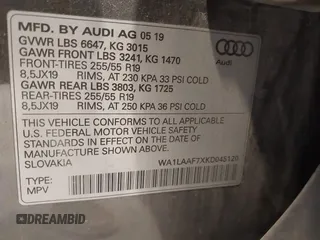 MFD. BY AUDI AG 05 19
GVWR LBS 6647, KG 3015
GAWR FRONT LBS 3241, KG 1470
FRONT-TIRES 255/55 R19
8,5JX19 RIMS, AT 230 KPA 33 PSI COLD
GAWR REAR LBS 3803, KG 1725
REAR-TIRES 255/55 R19
8,5JX19 RIMS, AT 250 KPA 36 PSI COLD
Audi
THIS VEHICLE CONFORMS TO ALL APPLICABLE
U.S. FEDERAL MOTOR VEHICLE SAFETY
STANDARDS IN EFFECT ON THE DATE OF
MANUFACTURE SHOWN ABOVE.
SLOVAKIA
TYPE:
MPV
DREAMBID